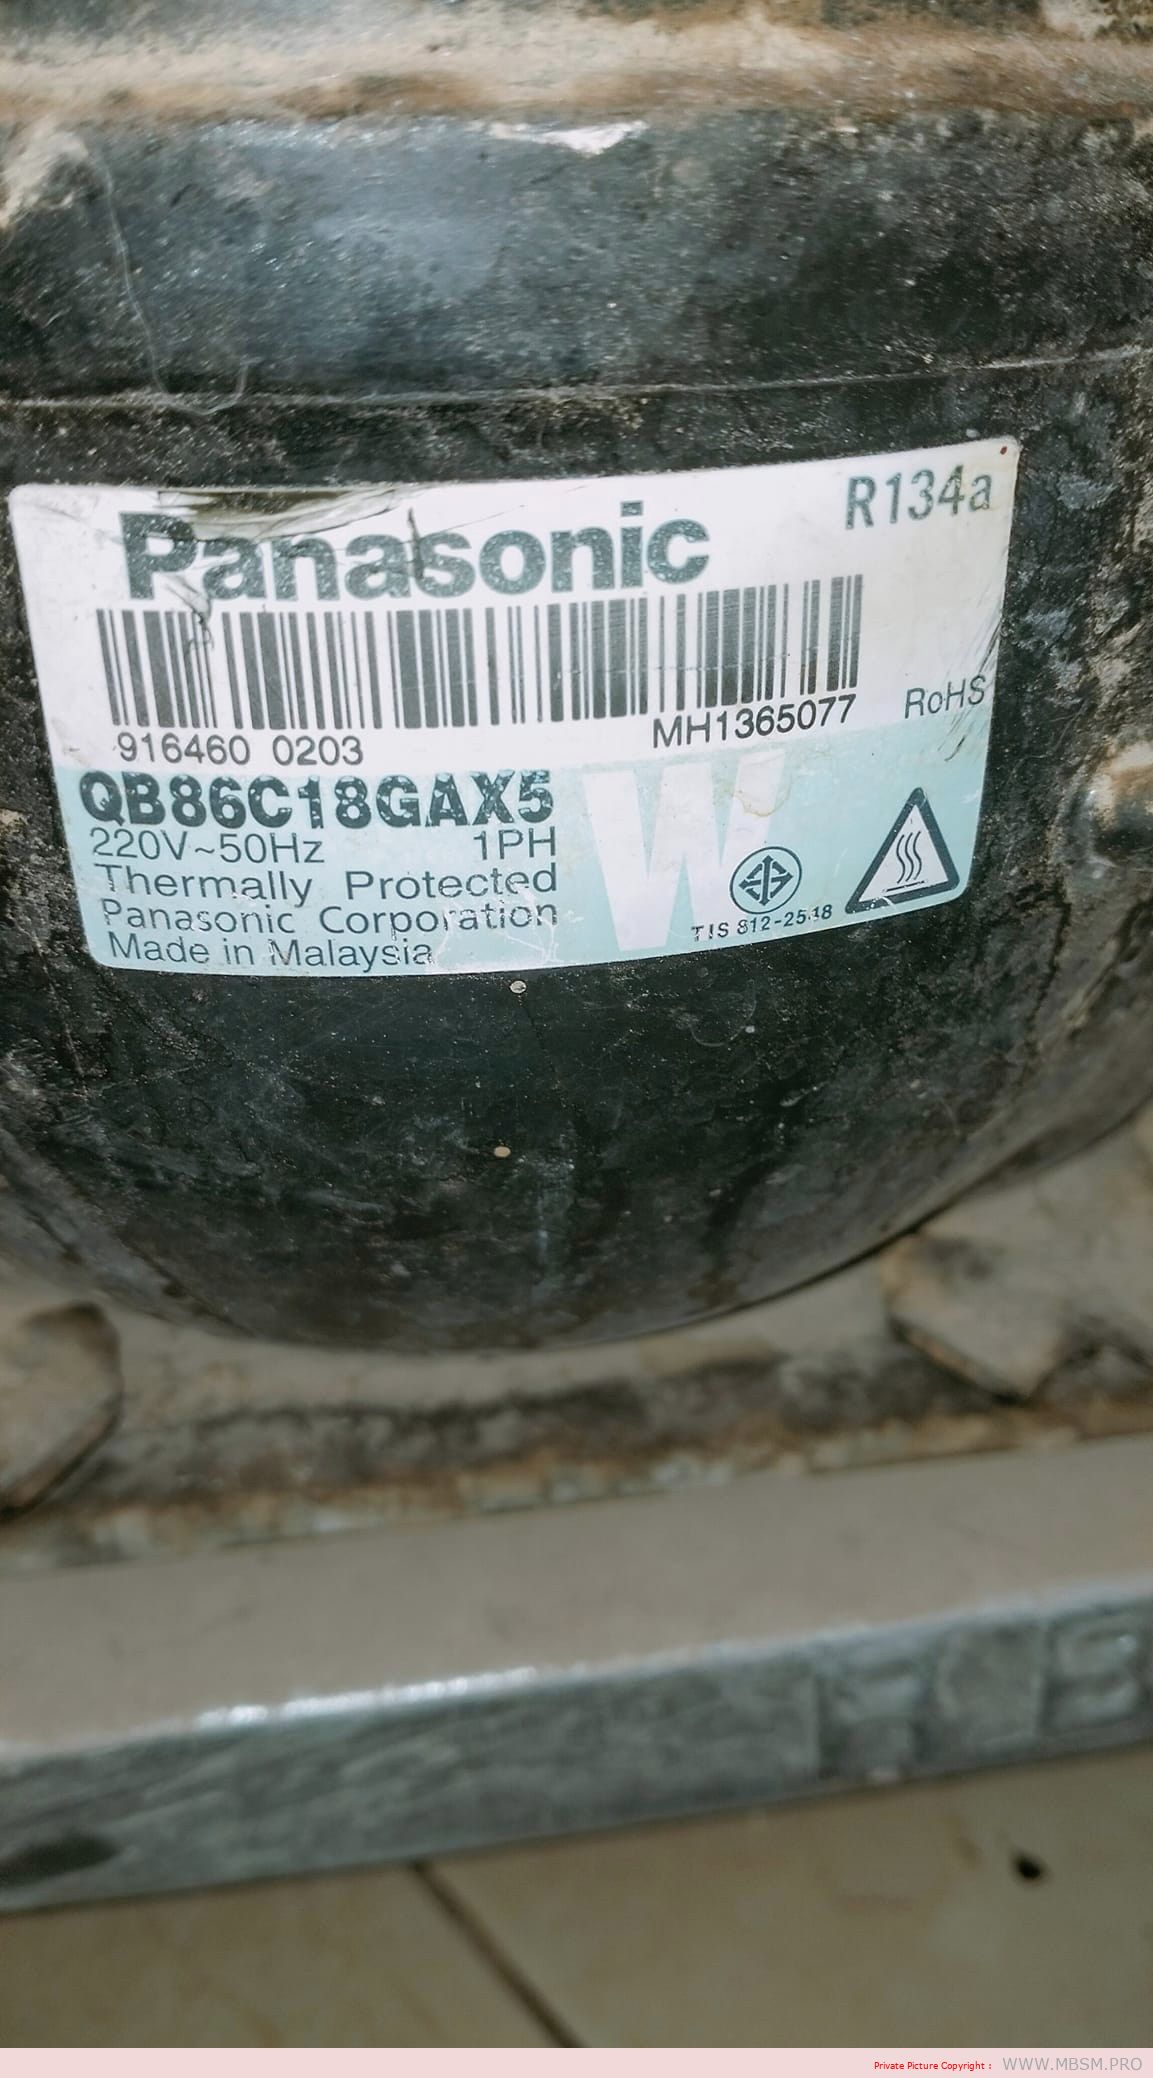 Panasonic
R134a
916460 0203
MH1365077
RoHS
QB86C18GAX5
220V~50Hz 1PH
Thermally Protected
Panasonic Corporation
Made in Malaysia
W
TIS 812-2548
Private Picture Copyright : WWW.MBSM.PRO